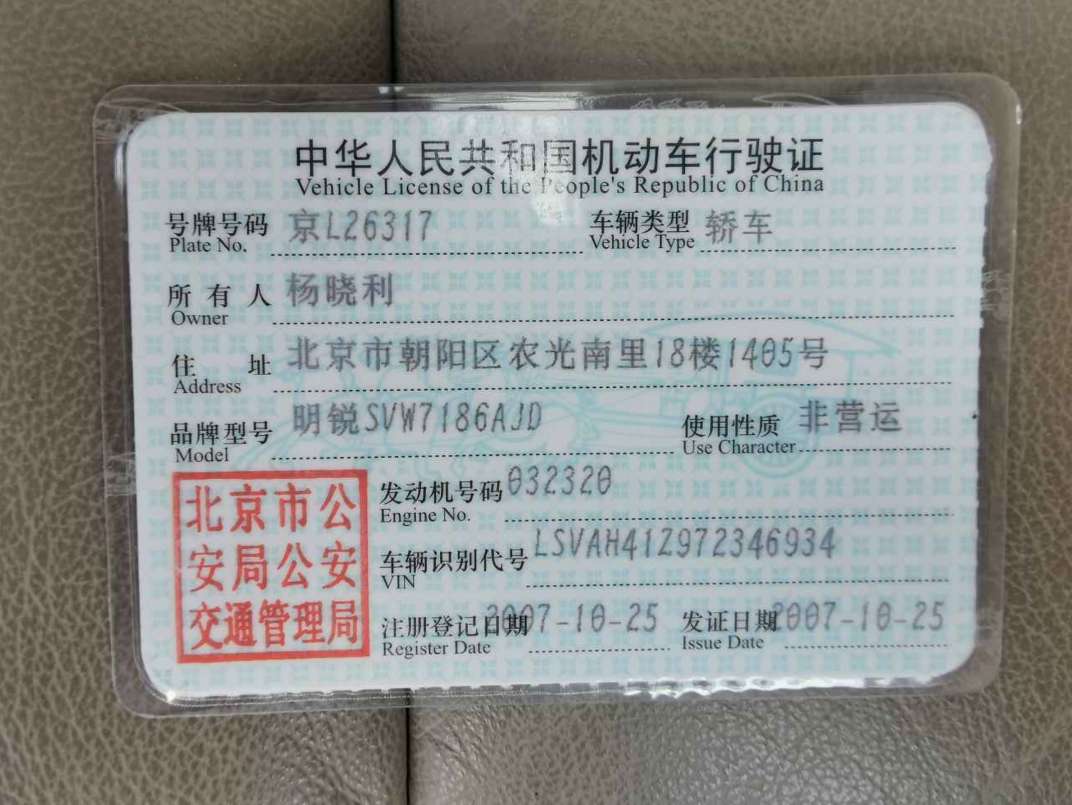 中华人民共和国机动车行驶证
Vehicle License of the People's Republic of China
号牌号码 京L26317 车辆类型 轿车
Plate No. Vehicle Type
所有人 杨晓利
Owner
住址 北京市朝阳区农光南里18楼1405号
Address
品牌型号 明锐SVW7186AJD 使用性质 非营运
Model Use Character
北京市公
安局公安
交通管理局
发动机号码 032320
Engine No.
车辆识别代号 LSVAH41Z972346934
VIN
注册登记日期 2007-10-25 发证日期 2007-10-25
Register Date Issue Date